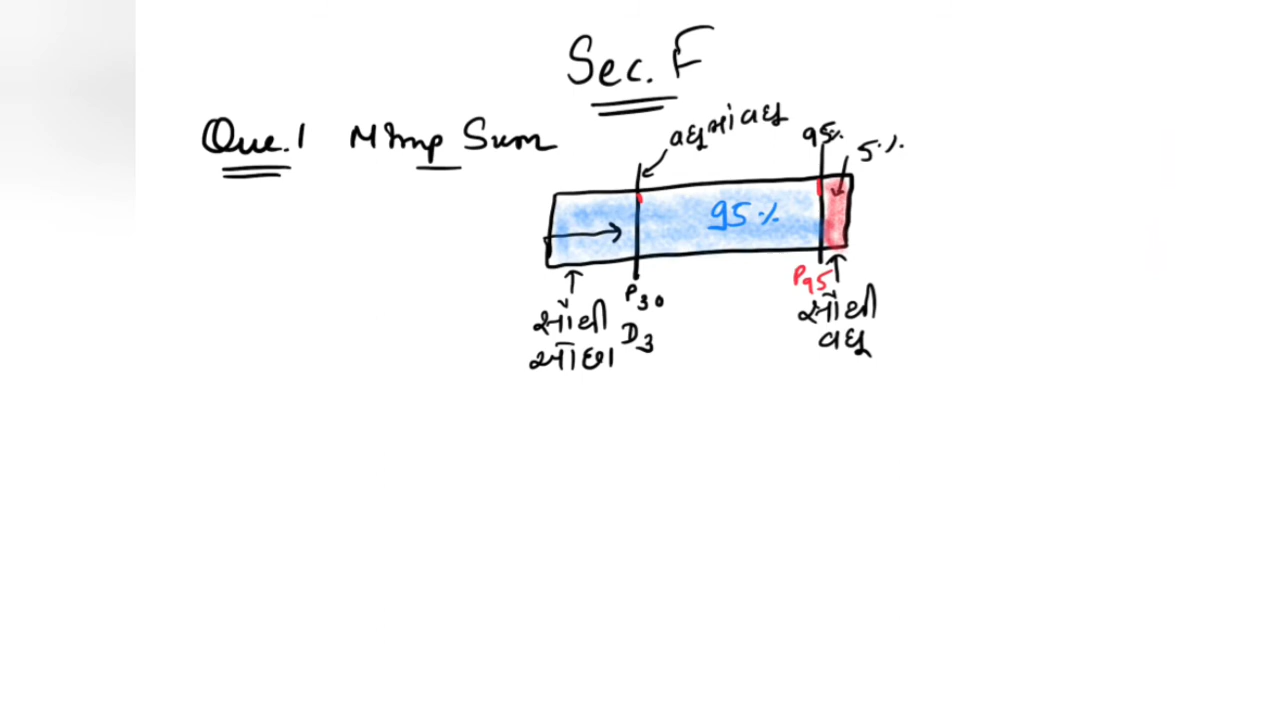 Sec. F
Que. 1 M Imp Sum
વધુમાં વધુ
95%
5%
95%
P30
D3
P95
સૌથી
ઓછા
સૌથી
વધુ